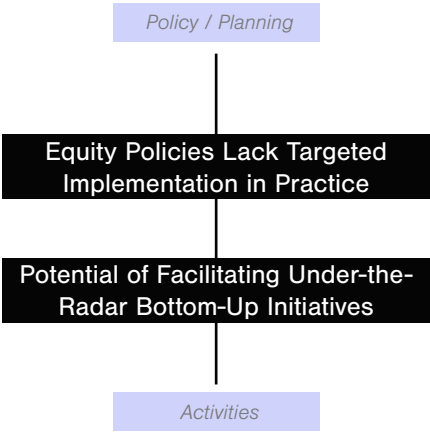 Policy / Planning
Equity Policies Lack Targeted
Implementation in Practice
Potential of Facilitating Under-the-
Radar Bottom-Up Initiatives
Activities